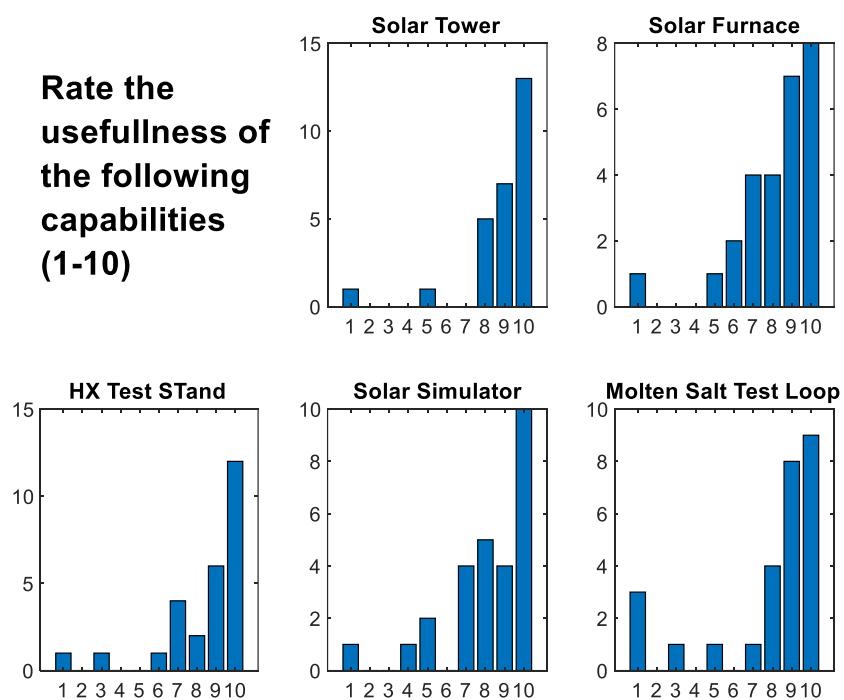 Rate the
usefullness of
the following
capabilities
(1-10)
Solar Tower
15
10
5
0
1 2 3 4 5 6 7 8 9 10
Solar Furnace
8
6
4
2
0
1 2 3 4 5 6 7 8 9 10
HX Test STand
15
10
5
0
1 2 3 4 5 6 7 8 9 10
Solar Simulator
10
8
6
4
2
0
1 2 3 4 5 6 7 8 9 10
Molten Salt Test Loop
10
8
6
4
2
0
1 2 3 4 5 6 7 8 9 10